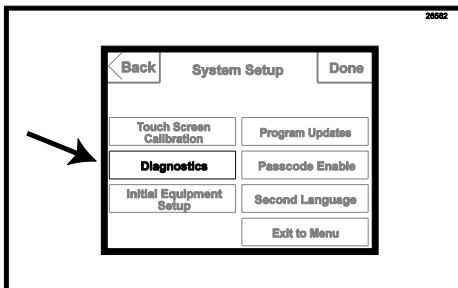 26562
Back
System Setup
Done
Touch Screen
Calibration
Program Updates
Diagnostics
Passcode Enable
Initial Equipment
Setup
Second Language
Exit to Menu